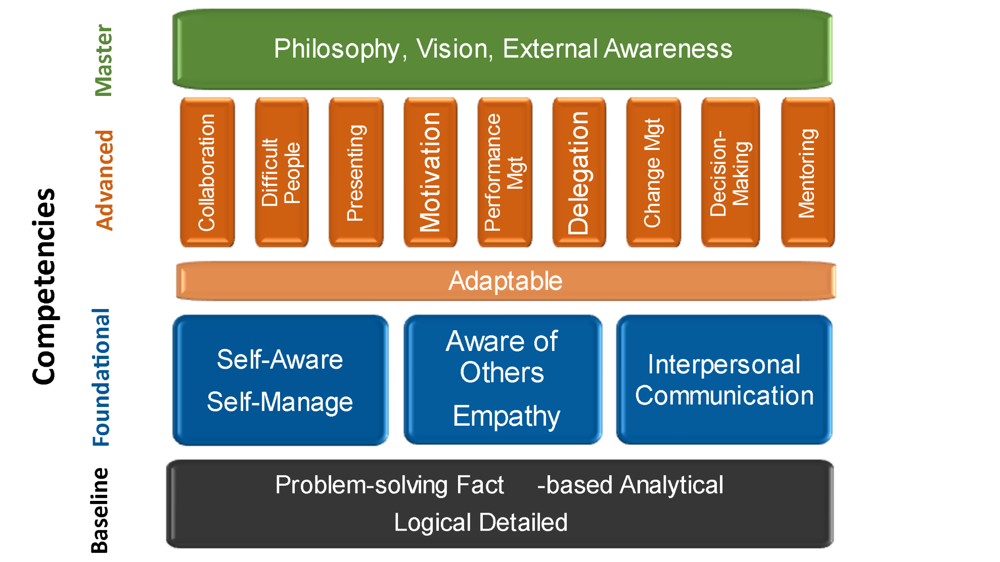 Competencies
Master
Philosophy, Vision, External Awareness
Advanced
Collaboration
Difficult
People
Presenting
Motivation
Performance
Mgt
Delegation
Change Mgt
Decision-
Making
Mentoring
Adaptable
Foundational
Self-Aware
Self-Manage
Aware of
Others
Empathy
Interpersonal
Communication
Baseline
Problem-solving Fact -based Analytical
Logical Detailed